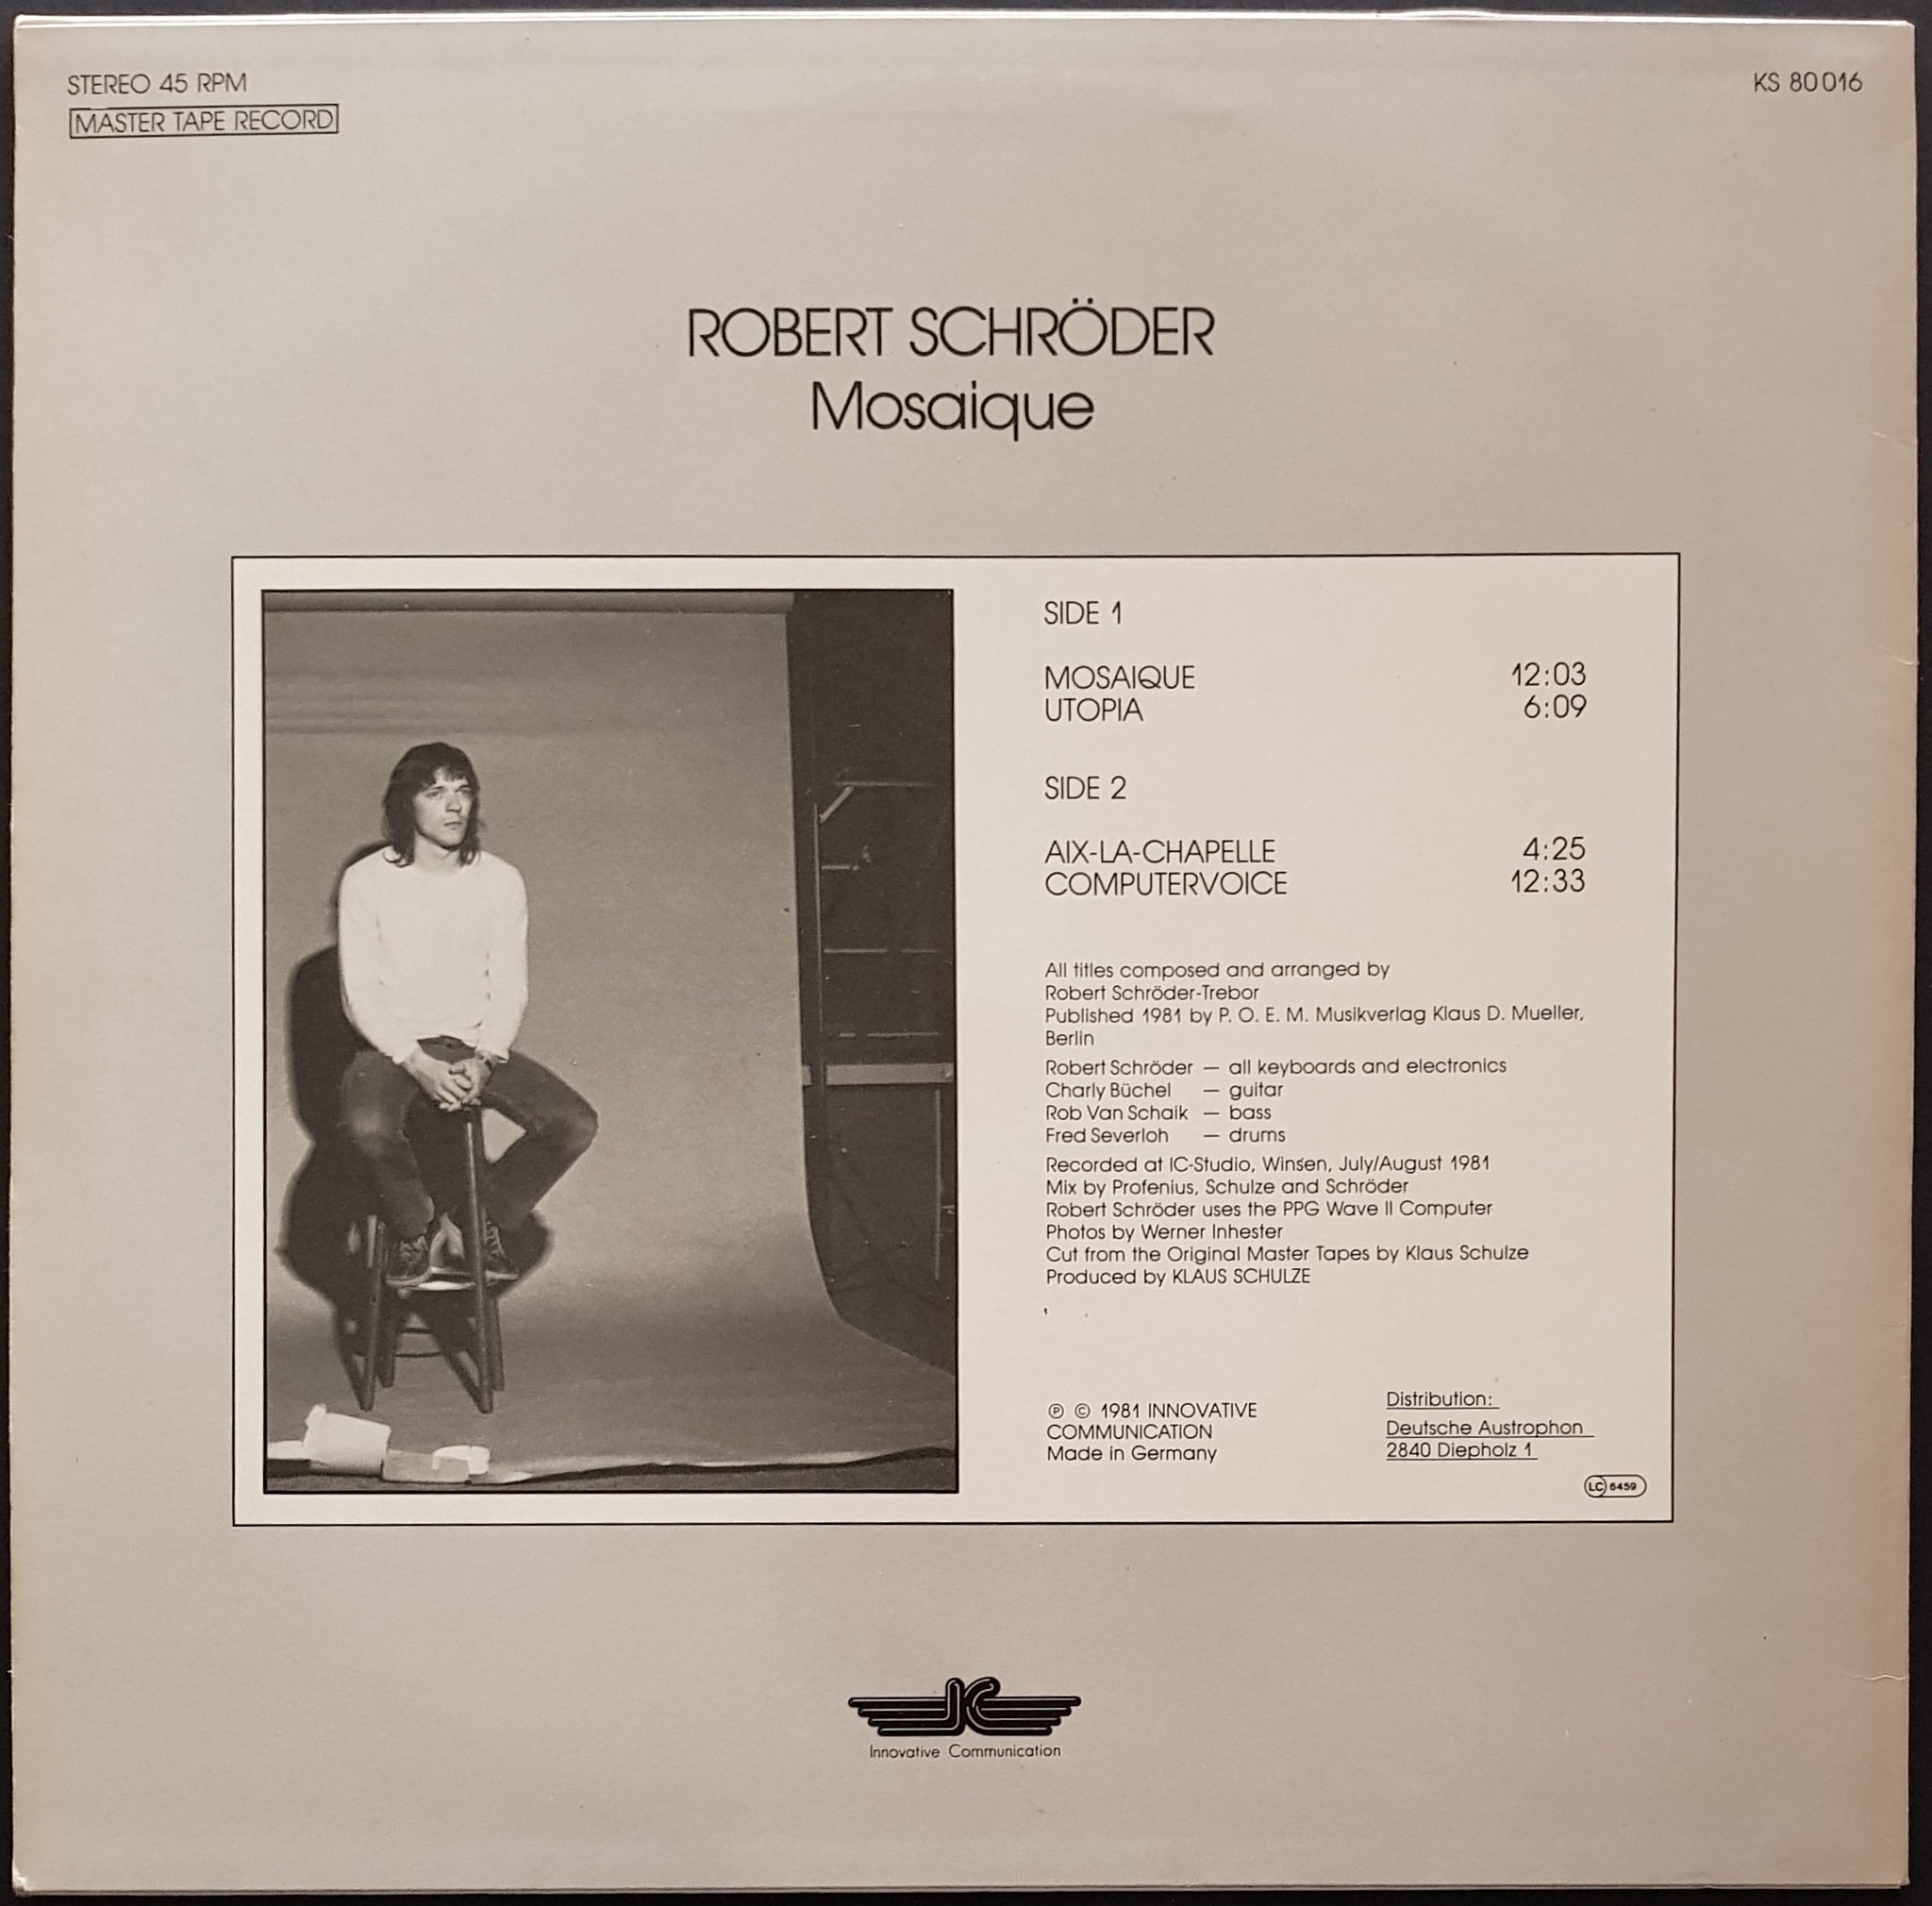 STEREO 45 RPM
MASTER TAPE RECORD
KS 80016
ROBERT SCHRÖDER
Mosaique
SIDE 1
MOSAIQUE 12:03
UTOPIA 6:09
SIDE 2
AIX-LA-CHAPELLE 4:25
COMPUTERVOICE 12:33
All titles composed and arranged by
Robert Schröder-Trebor
Published 1981 by P. O. E. M. Musikverlag Klaus D. Mueller,
Berlin
Robert Schröder — all keyboards and electronics
Charly Büchel — guitar
Rob Van Schaik — bass
Fred Severloh — drums
Recorded at IC-Studio, Winsen, July/August 1981
Mix by Profenius, Schulze and Schröder
Robert Schröder uses the PPG Wave II Computer
Photos by Werner Inhester
Cut from the Original Master Tapes by Klaus Schulze
Produced by KLAUS SCHULZE
℗ © 1981 INNOVATIVE
COMMUNICATION
Made in Germany
Distribution:
Deutsche Austrophon
2840 Diepholz 1
LC 6459
IC
Innovative Communication